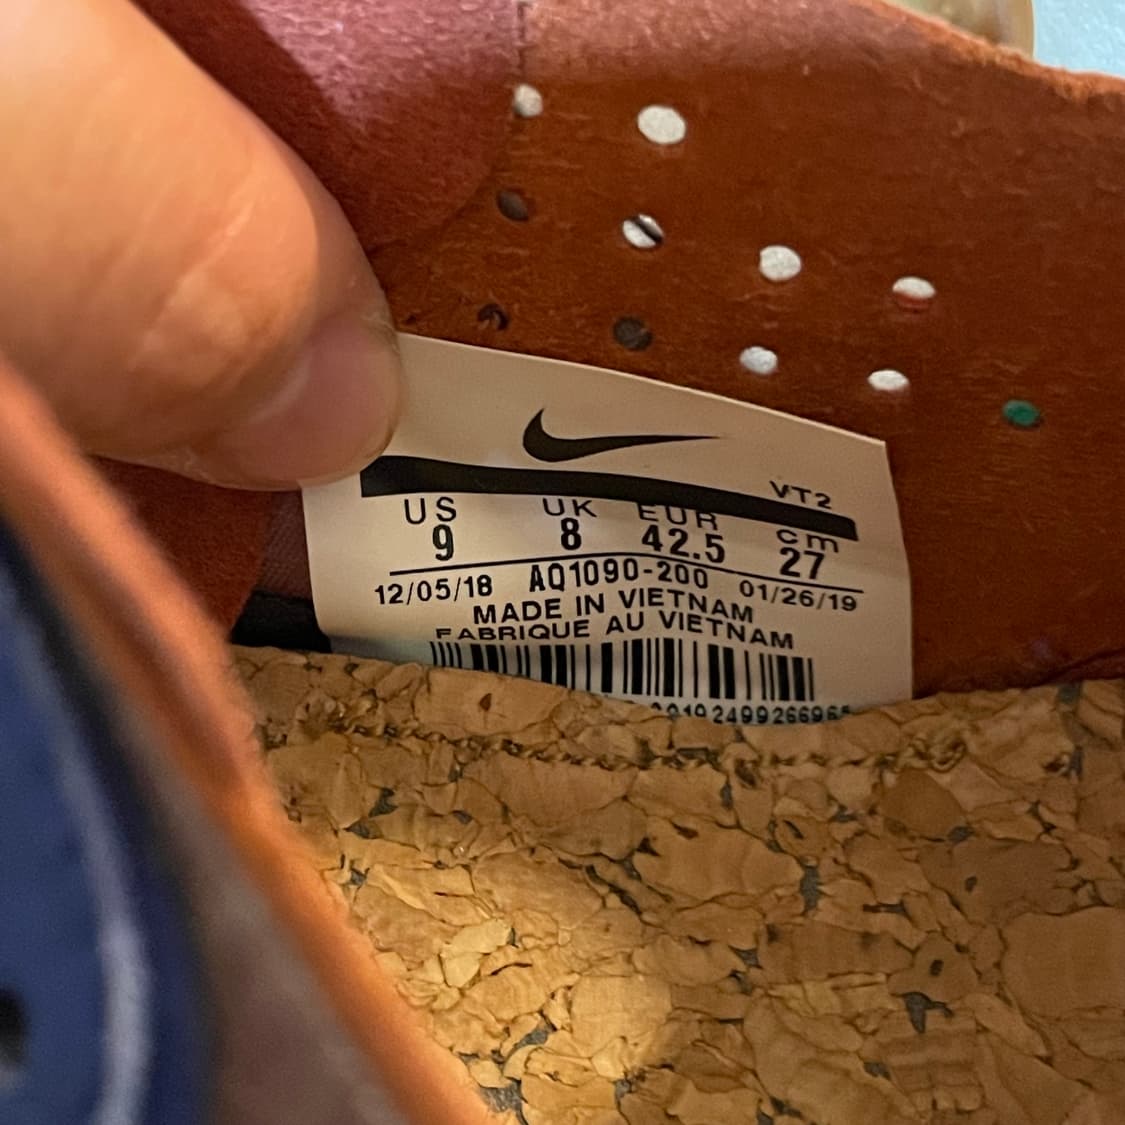 VT2
US UK EUR cm
9 8 42.5 27
12/05/18 AQ1090-200 01/26/19
MADE IN VIETNAM
FABRIQUE AU VIETNAM